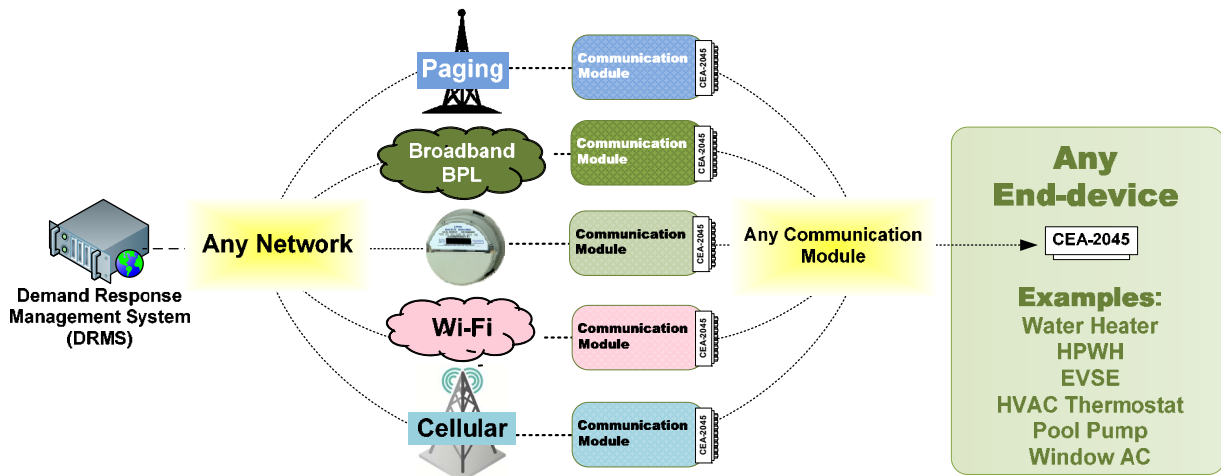 Paging
Communication
Module
CEA-2045
Broadband
BPL
Communication
Module
CEA-2045
Any
End-device
CEA-2045
Demand Response
Management System
(DRMS)
Any Network
Communication
Module
CEA-2045
Any Communication
Module
Wi-Fi
Communication
Module
CEA-2045
Cellular
Communication
Module
CEA-2045
Examples:
Water Heater
HPWH
EVSE
HVAC Thermostat
Pool Pump
Window AC